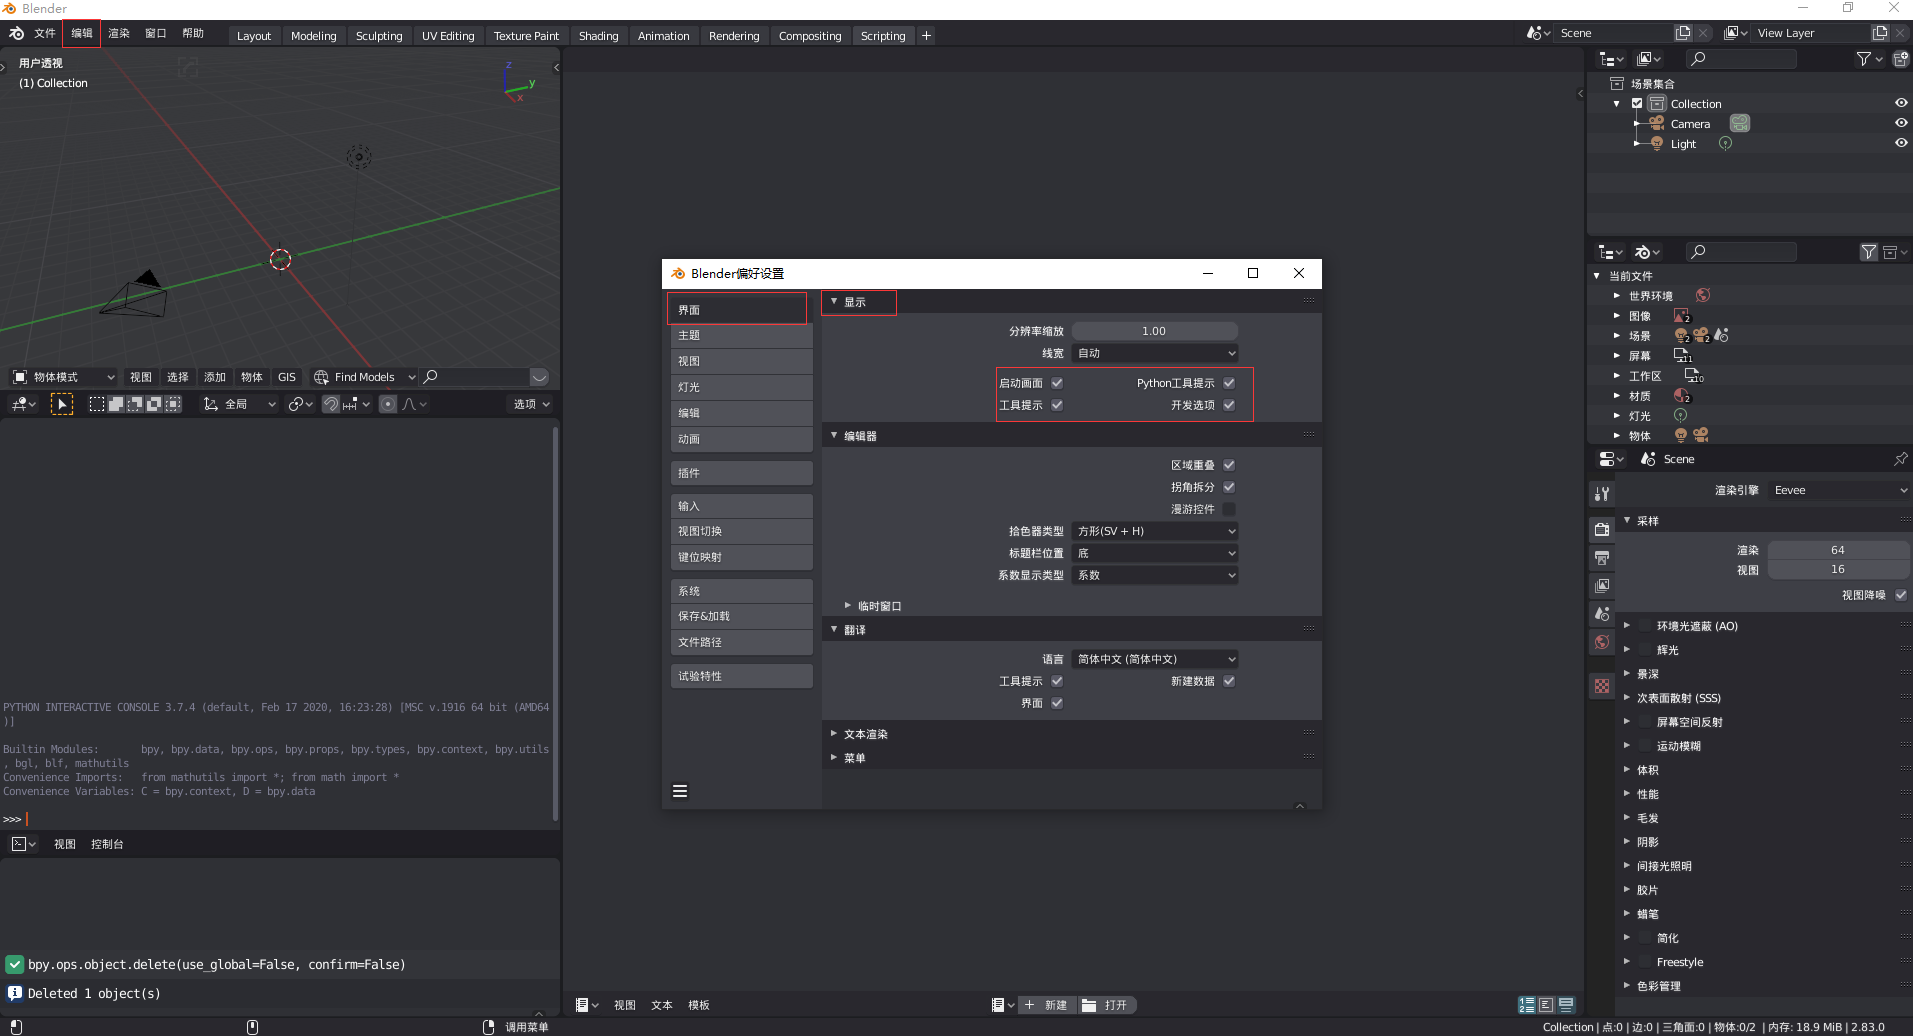 Blender
文件 编辑 渲染 窗口 帮助 Layout Modeling Sculpting UV Editing Texture Paint Shading Animation Rendering Compositing Scripting +
Scene View Layer
用户透视
(1) Collection
z
y
x
物体模式 视图 选择 添加 物体 GIS Find Models
全局 选项
PYTHON INTERACTIVE CONSOLE 3.7.4 (default, Feb 17 2020, 16:23:28) [MSC v.1916 64 bit (AMD64
)]
Builtin Modules: bpy, bpy.data, bpy.ops, bpy.props, bpy.types, bpy.context, bpy.utils
, bgl, blf, mathutils
Convenience Imports: from mathutils import *; from math import *
Convenience Variables: C = bpy.context, D = bpy.data
>>>
视图 控制台
bpy.ops.object.delete(use_global=False, confirm=False)
Deleted 1 object(s)
调用菜单
Blender偏好设置
界面
主题
视图
灯光
编辑
动画
插件
输入
视图切换
键位映射
系统
保存&加载
文件路径
试验特性
显示
分辨率缩放 1.00
线宽 自动
启动画面 Python工具提示
工具提示 开发选项
编辑器
区域重叠
拐角拆分
漫游控件
拾色器类型 方形(SV + H)
标题栏位置 底
系数显示类型 系数
临时窗口
翻译
语言 简体中文 (简体中文)
工具提示 新建数据
界面
文本渲染
菜单
视图 文本 模板
+ 新建 打开
场景集合
Collection
Camera
Light
当前文件
世界环境
图像 2
场景 2 2
屏幕 11
工作区 10
材质 2
灯光
物体
Scene
渲染引擎 Eevee
采样
渲染 64
视图 16
视图降噪
环境光遮蔽 (AO)
辉光
景深
次表面散射 (SSS)
屏幕空间反射
运动模糊
体积
性能
毛发
阴影
间接光照明
胶片
蜡笔
简化
Freestyle
色彩管理
Collection | 点:0 | 边:0 | 三角面:0 | 物体:0/2 | 内存: 18.9 MiB | 2.83.0